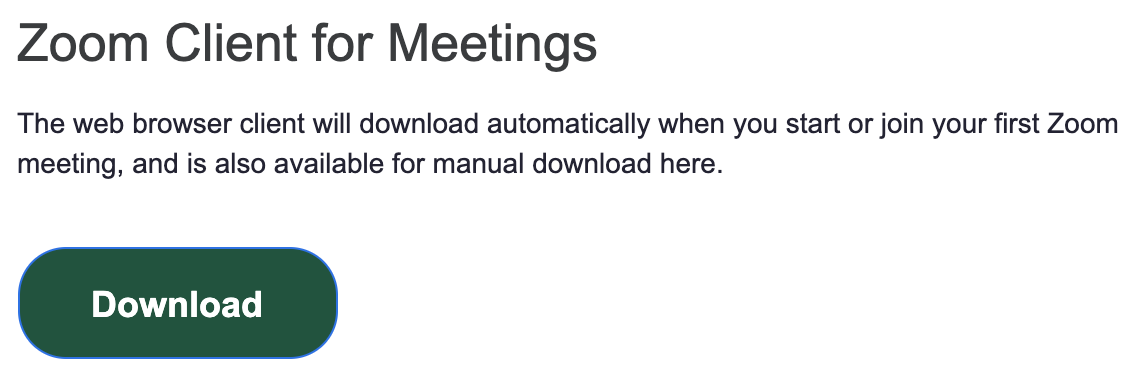 Zoom Client for Meetings
The web browser client will download automatically when you start or join your first Zoom
meeting, and is also available for manual download here.
Download